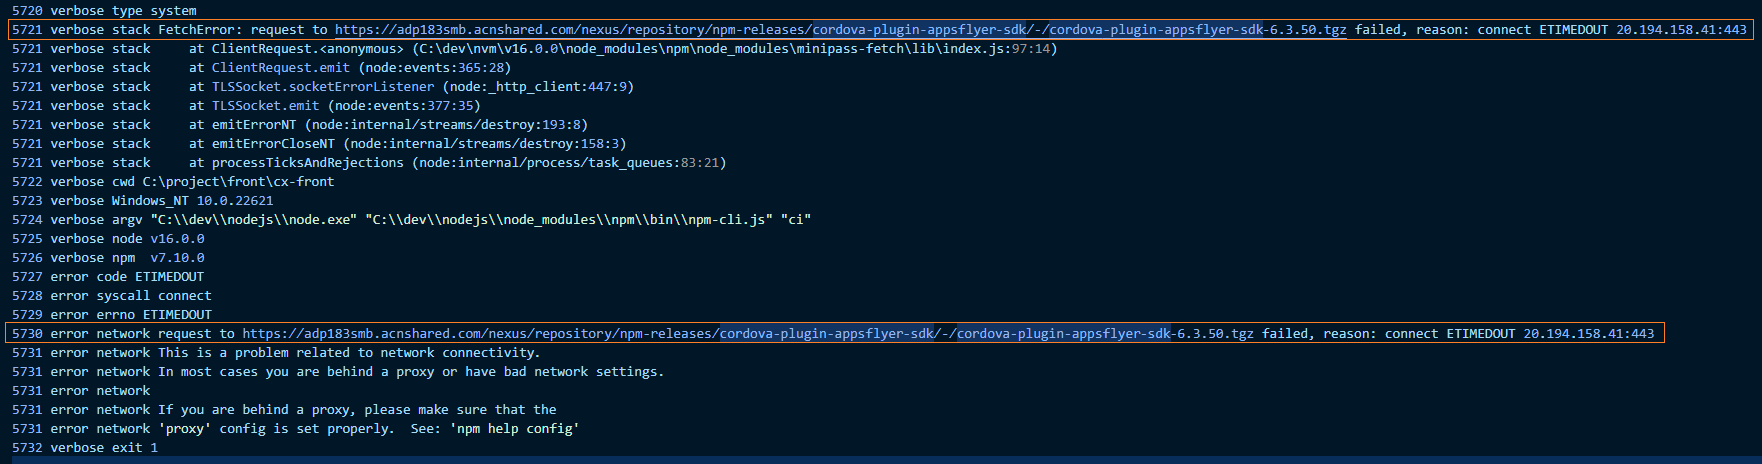 5720 verbose type system
5721 verbose stack FetchError: request to https://adp183smb.acnshared.com/nexus/repository/npm-releases/cordova-plugin-appsflyer-sdk/-/cordova-plugin-appsflyer-sdk-6.3.50.tgz failed, reason: connect ETIMEDOUT 20.194.158.41:443
5721 verbose stack     at ClientRequest.<anonymous> (C:\dev\nvm\v16.0.0\node_modules\npm\node_modules\minipass-fetch\lib\index.js:97:14)
5721 verbose stack     at ClientRequest.emit (node:events:365:28)
5721 verbose stack     at TLSSocket.socketErrorListener (node:_http_client:447:9)
5721 verbose stack     at TLSSocket.emit (node:events:377:35)
5721 verbose stack     at emitErrorNT (node:internal/streams/destroy:193:8)
5721 verbose stack     at emitErrorCloseNT (node:internal/streams/destroy:158:3)
5721 verbose stack     at processTicksAndRejections (node:internal/process/task_queues:83:21)
5722 verbose cwd C:\project\front\cx-front
5723 verbose Windows_NT 10.0.22621
5724 verbose argv "C:\\dev\\nodejs\\node.exe" "C:\\dev\\nodejs\\node_modules\\npm\\bin\\npm-cli.js" "ci"
5725 verbose node v16.0.0
5726 verbose npm  v7.10.0
5727 error code ETIMEDOUT
5728 error syscall connect
5729 error errno ETIMEDOUT
5730 error network request to https://adp183smb.acnshared.com/nexus/repository/npm-releases/cordova-plugin-appsflyer-sdk/-/cordova-plugin-appsflyer-sdk-6.3.50.tgz failed, reason: connect ETIMEDOUT 20.194.158.41:443
5731 error network This is a problem related to network connectivity.
5731 error network In most cases you are behind a proxy or have bad network settings.
5731 error network
5731 error network If you are behind a proxy, please make sure that the
5731 error network 'proxy' config is set properly.  See: 'npm help config'
5732 verbose exit 1